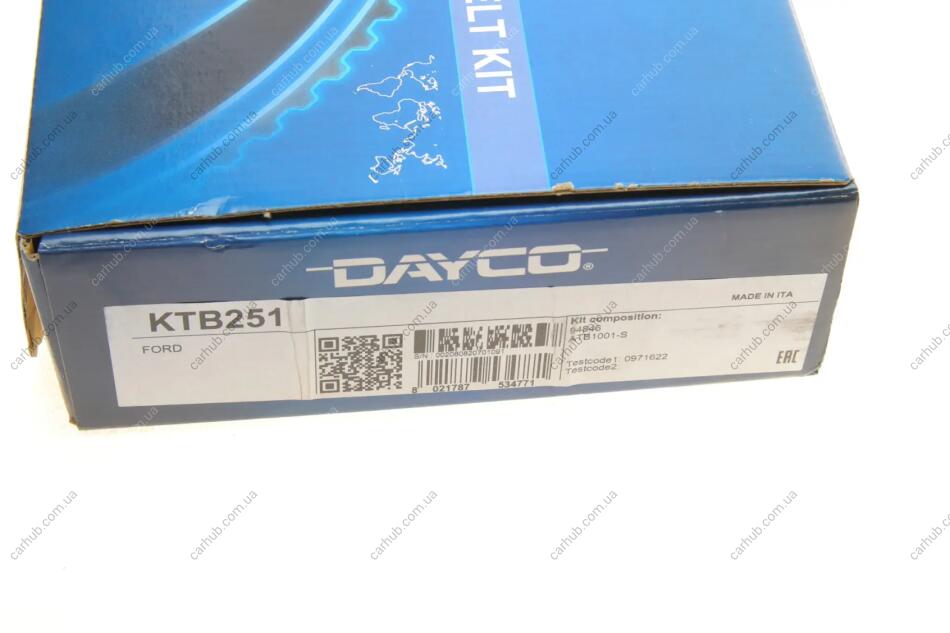 ELT KIT
DAYCO®
MADE IN ITA
KTB251
FORD
Kit composition:
94846
ATB1001-S
S/N
Testcode1: 0971622
Testcode2:
8 021787 534771
EAC
carhub.com.ua